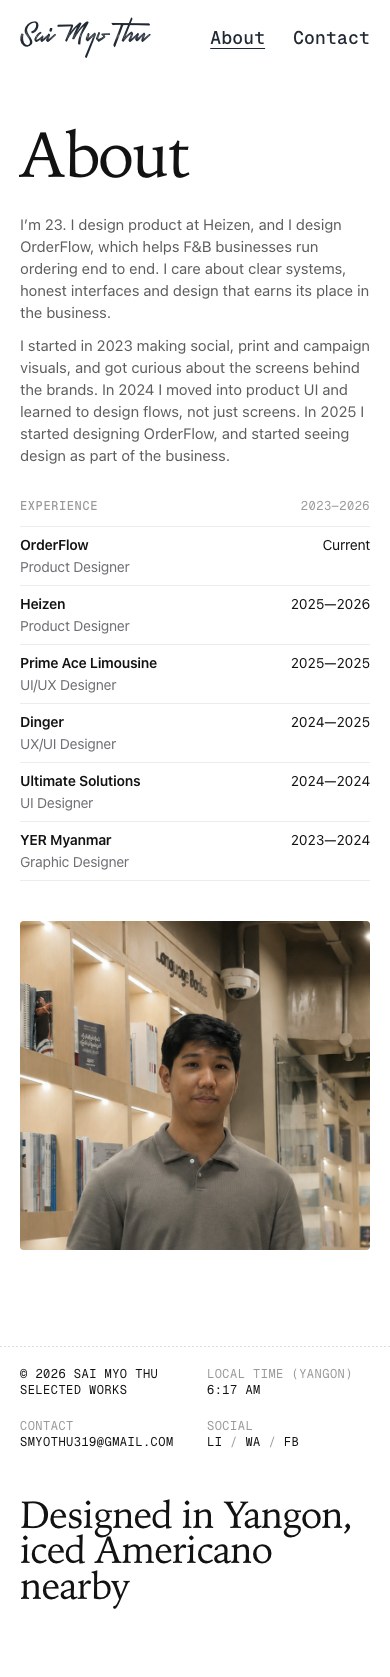 Sai Myo Thu
About
Contact
About
I'm 23. I design product at Heizen, and I design
OrderFlow, which helps F&B businesses run
ordering end to end. I care about clear systems,
honest interfaces and design that earns its place in
the business.
I started in 2023 making social, print and campaign
visuals, and got curious about the screens behind
the brands. In 2024 I moved into product UI and
learned to design flows, not just screens. In 2025 I
started designing OrderFlow, and started seeing
design as part of the business.
EXPERIENCE
2023—2026
OrderFlow
Current
Product Designer
Heizen
2025—2026
Product Designer
Prime Ace Limousine
2025—2025
UI/UX Designer
Dinger
2024—2025
UX/UI Designer
Ultimate Solutions
2024—2024
UI Designer
YER Myanmar
2023—2024
Graphic Designer
Language Books
© 2026 SAI MYO THU
SELECTED WORKS
LOCAL TIME (YANGON)
6:17 AM
CONTACT
SMYOTHU319@GMAIL.COM
SOCIAL
LI / WA / FB
Designed in Yangon,
iced Americano
nearby